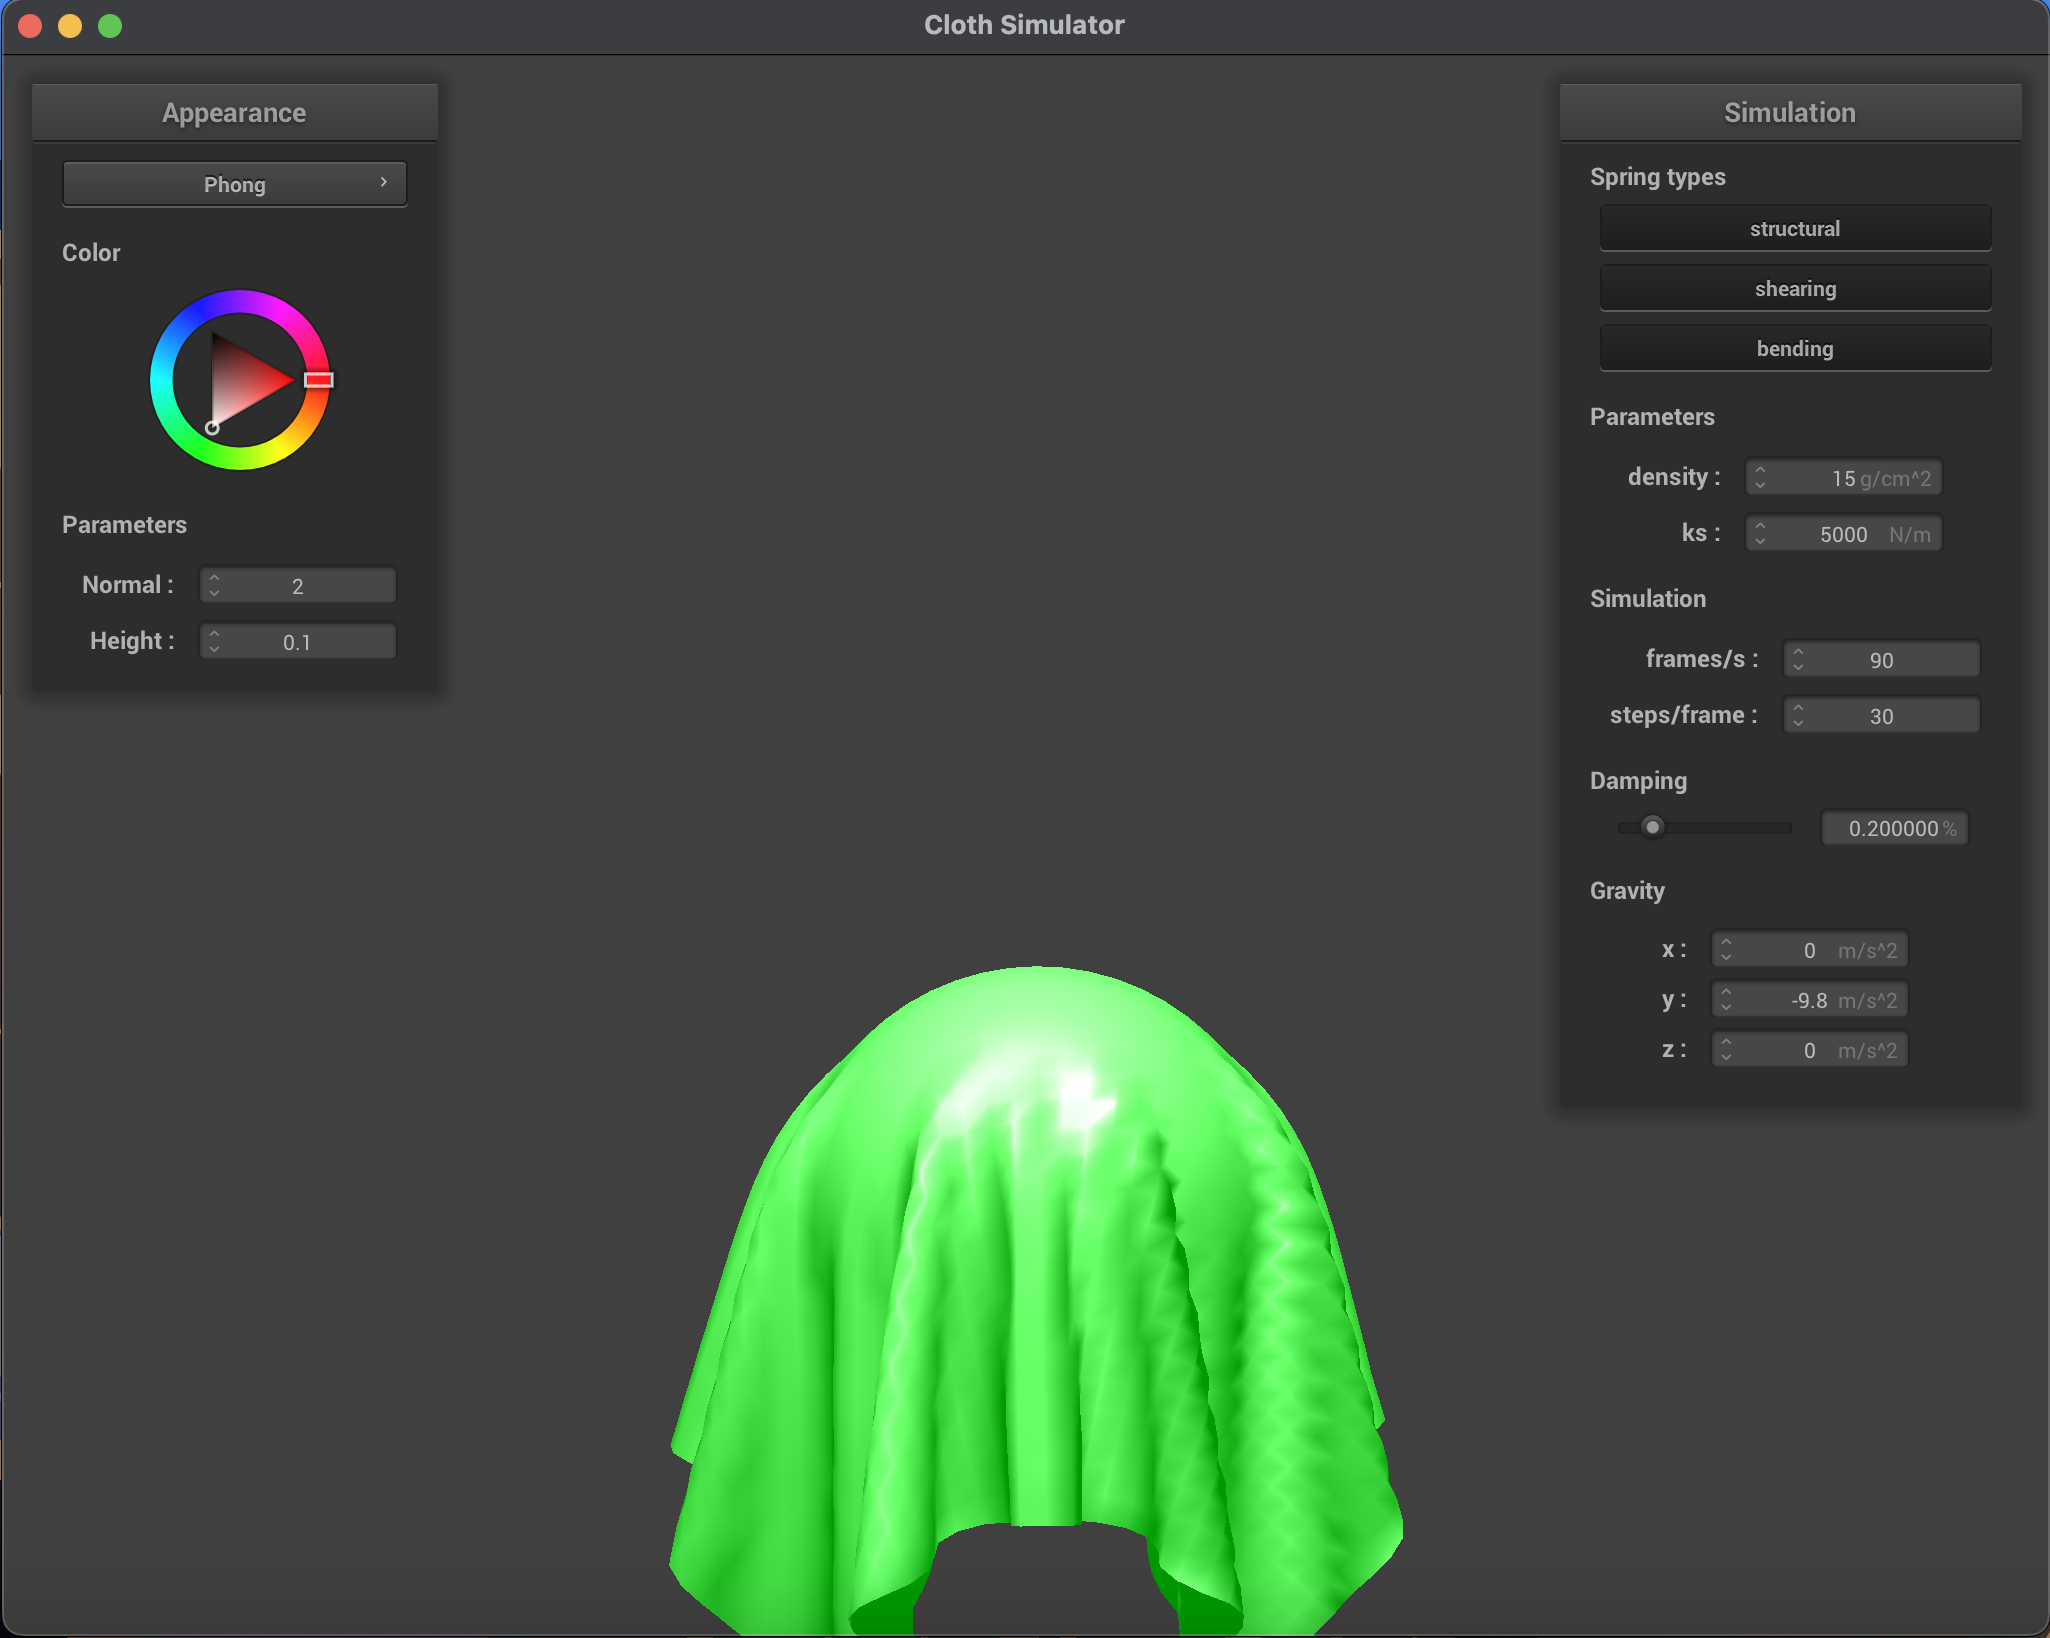 Cloth Simulator
Appearance
Phong
Color
Parameters
Normal : 2
Height : 0.1
Simulation
Spring types
structural
shearing
bending
Parameters
density : 15 g/cm^2
ks : 5000 N/m
Simulation
frames/s : 90
steps/frame : 30
Damping
0.200000 %
Gravity
x : 0 m/s^2
y : -9.8 m/s^2
z : 0 m/s^2